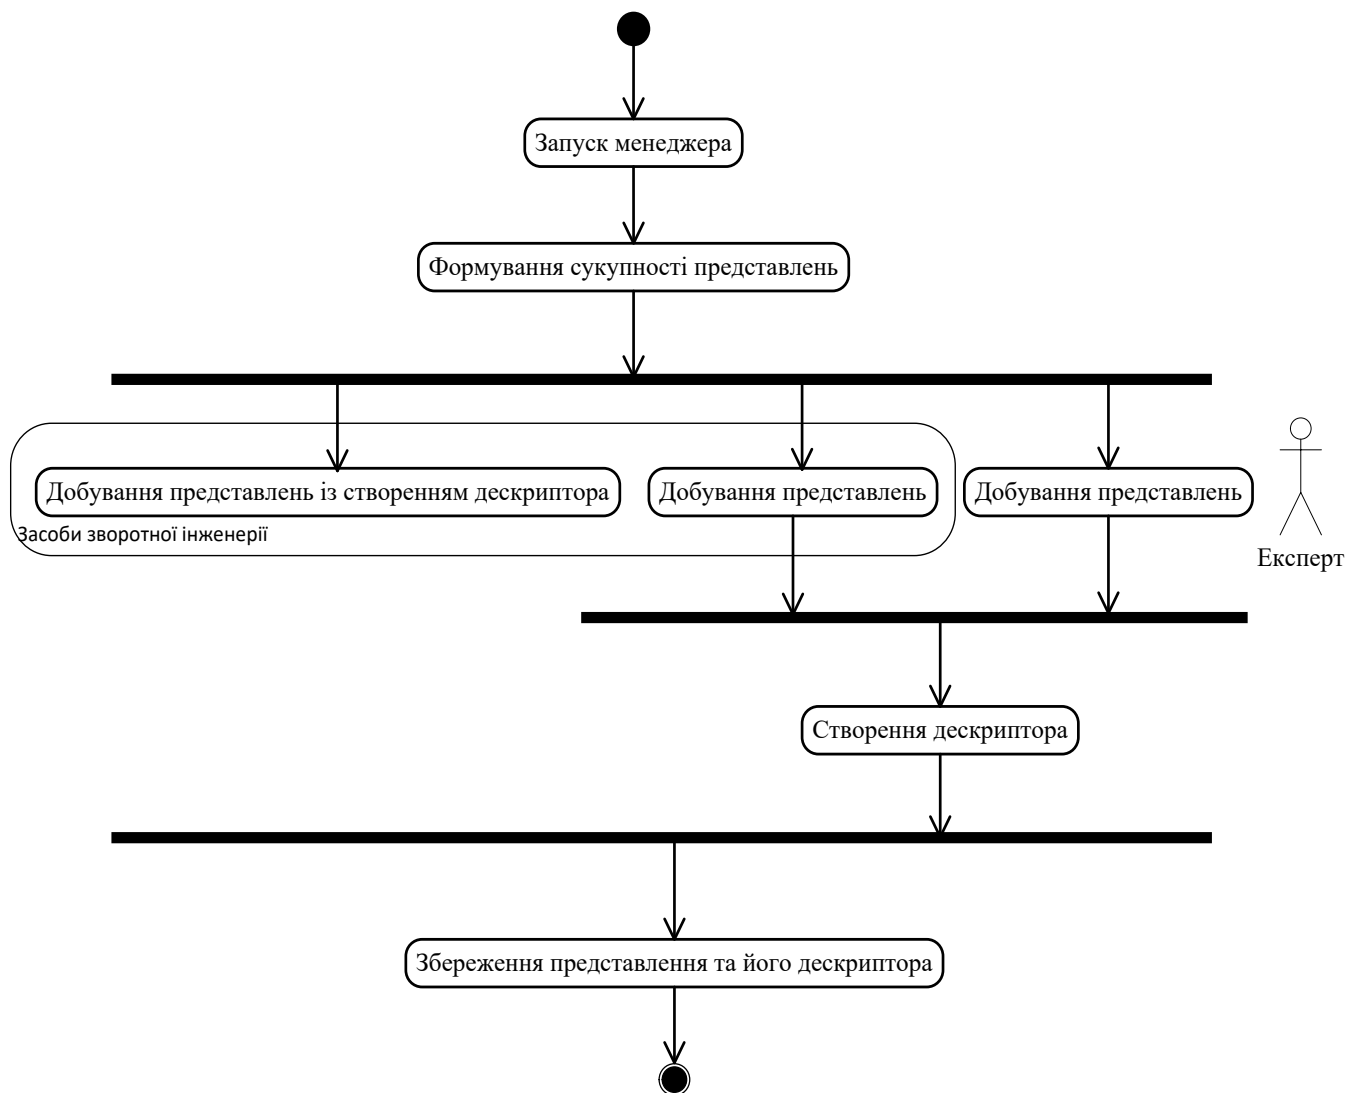 Запуск менеджера
Формування сукупності представлень
Добування представлень із створенням дескриптора
Добування представлень
Добування представлень
Засоби зворотної інженерії
Експерт
Створення дескриптора
Збереження представлення та його дескриптора